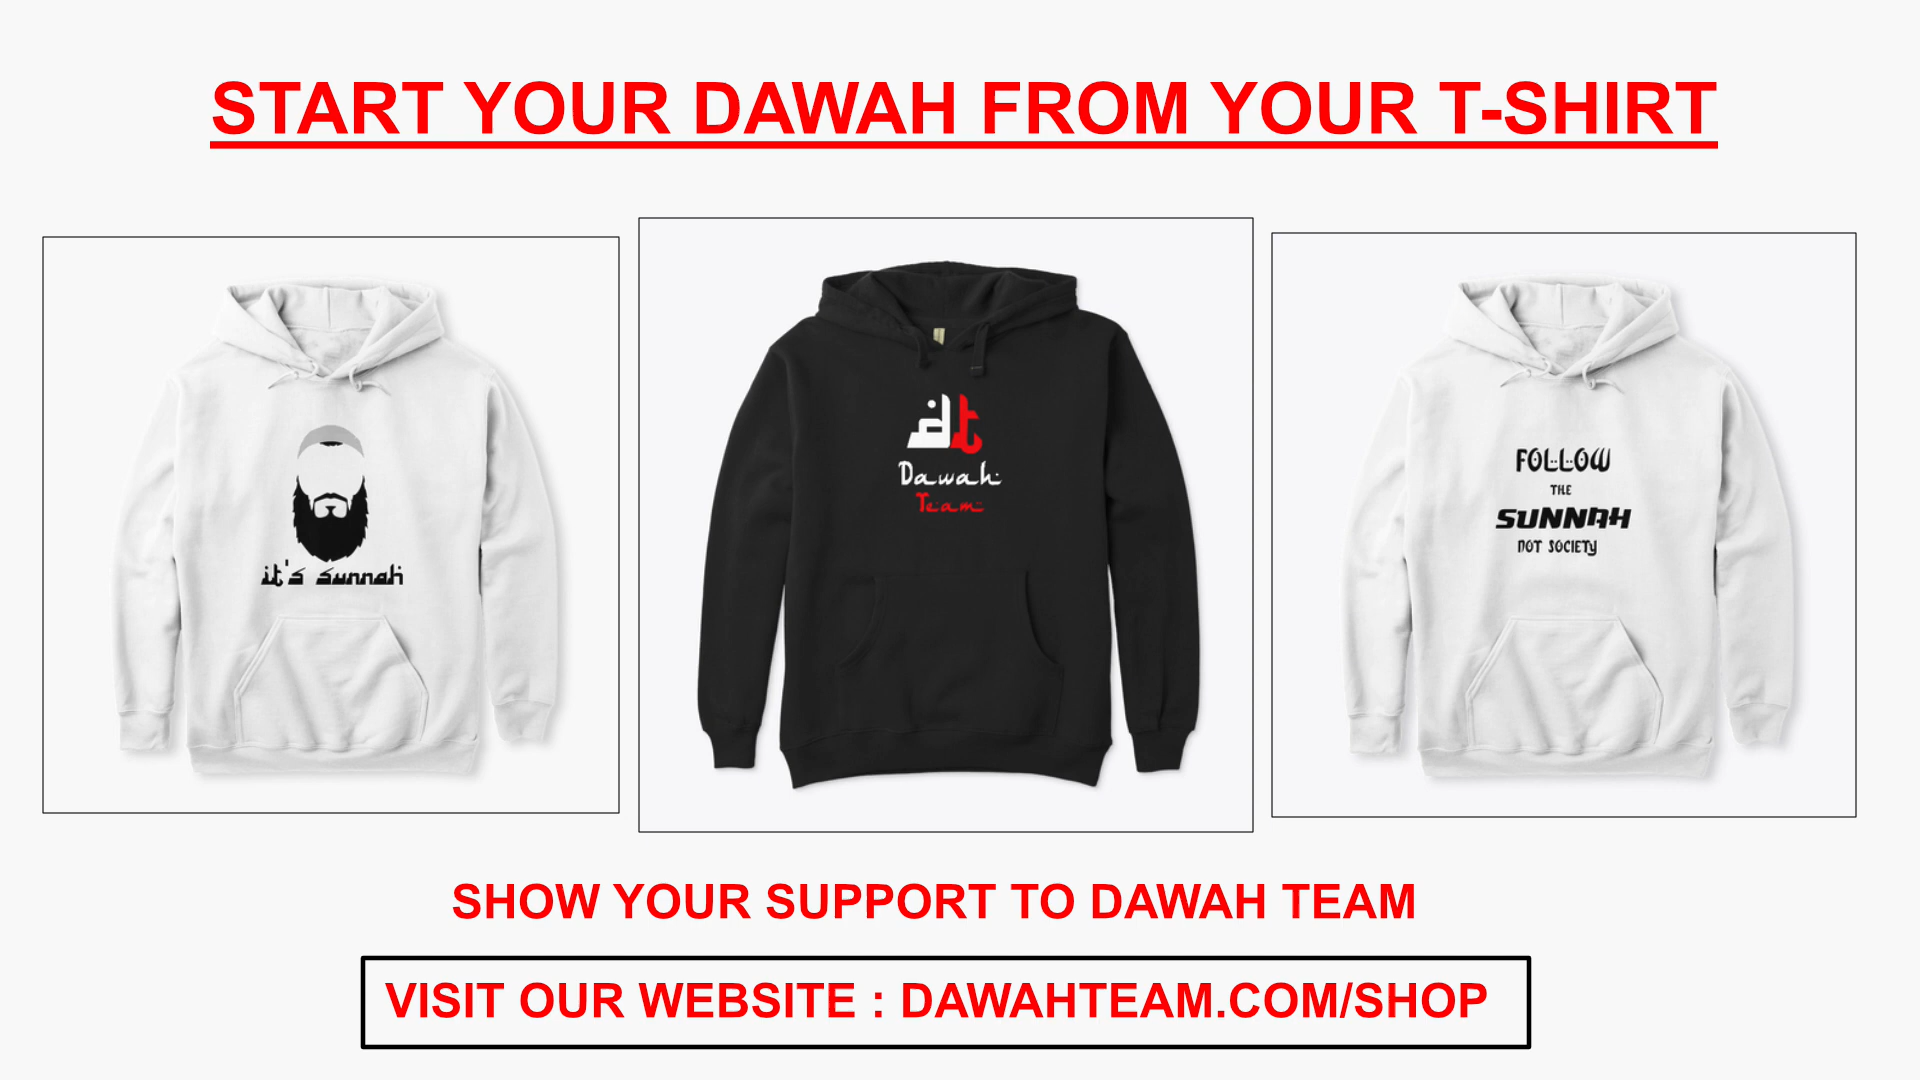 START YOUR DAWAH FROM YOUR T-SHIRT
it's sunnah
dt
Dawah
Team
FOLLOW
THE
SUNNAH
NOT SOCIETY
SHOW YOUR SUPPORT TO DAWAH TEAM
VISIT OUR WEBSITE : DAWAHTEAM.COM/SHOP